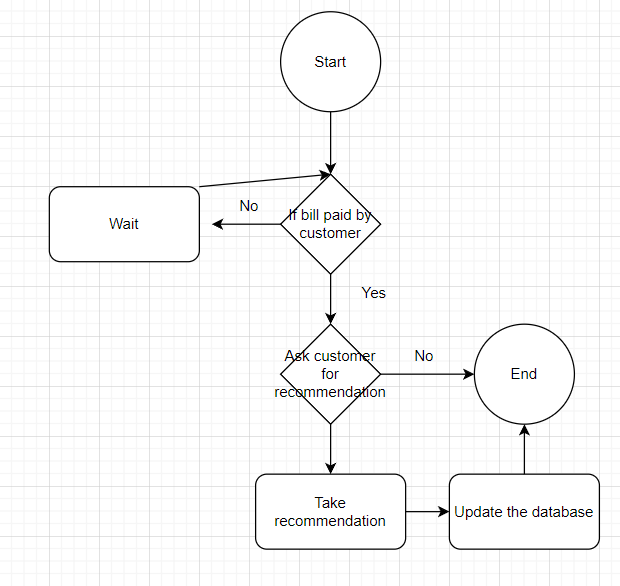 Start
If bill paid by
customer
No
Wait
Yes
Ask customer
for
recommendation
No
End
Take
recommendation
Update the database